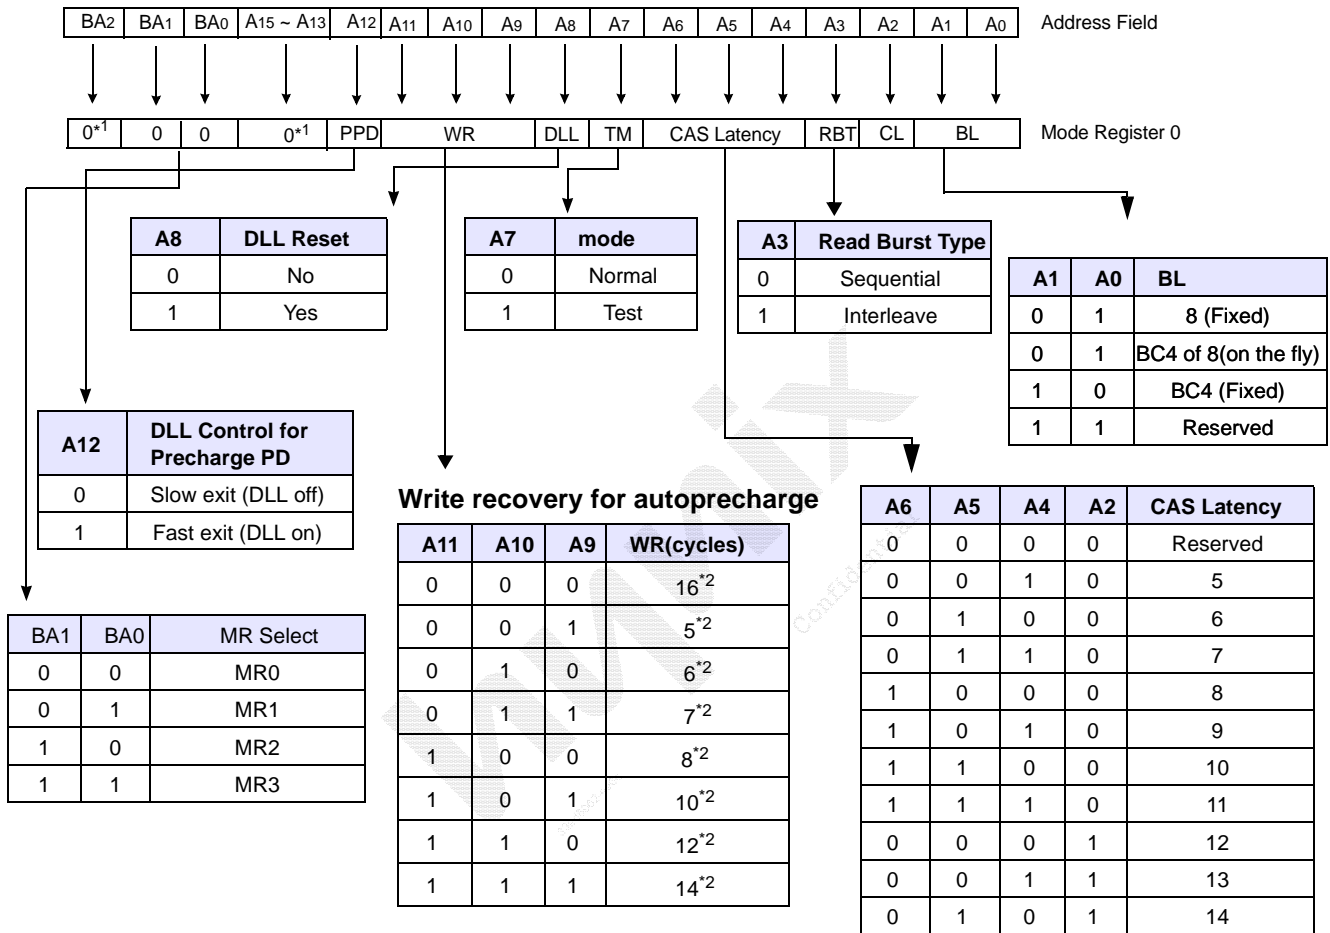 BA2 BA1 BA0 A15 ~ A13 A12 A11 A10 A9 A8 A7 A6 A5 A4 A3 A2 A1 A0 Address Field
0*1 0 0 0*1 PPD WR DLL TM CAS Latency RBT CL BL Mode Register 0
A8 DLL Reset
0 No
1 Yes
A7 mode
0 Normal
1 Test
A3 Read Burst Type
0 Sequential
1 Interleave
A1 A0 BL
0 1 8 (Fixed)
0 1 BC4 of 8(on the fly)
1 0 BC4 (Fixed)
1 1 Reserved
A12 DLL Control for
Precharge PD
0 Slow exit (DLL off)
1 Fast exit (DLL on)
BA1 BA0 MR Select
0 0 MR0
0 1 MR1
1 0 MR2
1 1 MR3
Write recovery for autoprecharge
A11 A10 A9 WR(cycles)
0 0 0 16*2
0 0 1 5*2
0 1 0 6*2
0 1 1 7*2
1 0 0 8*2
1 0 1 10*2
1 1 0 12*2
1 1 1 14*2
A6 A5 A4 A2 CAS Latency
0 0 0 0 Reserved
0 0 1 0 5
0 1 0 0 6
0 1 1 0 7
1 0 0 0 8
1 0 1 0 9
1 1 0 0 10
1 1 1 0 11
0 0 0 1 12
0 0 1 1 13
0 1 0 1 14
hynix
Confidential